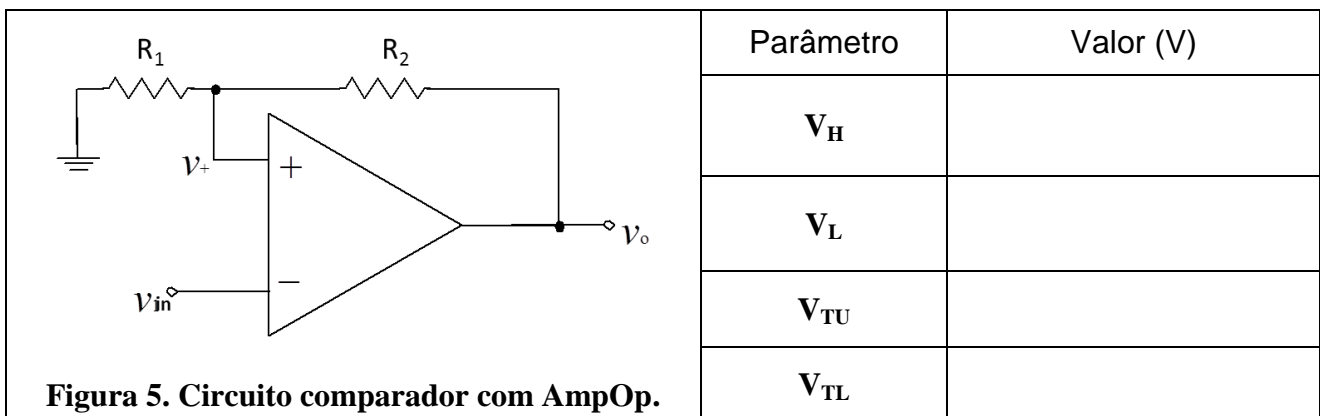 R1
R2
v+
+
−
vin
vo
Figura 5. Circuito comparador com AmpOp.
Parâmetro Valor (V)
VH
VL
VTU
VTL